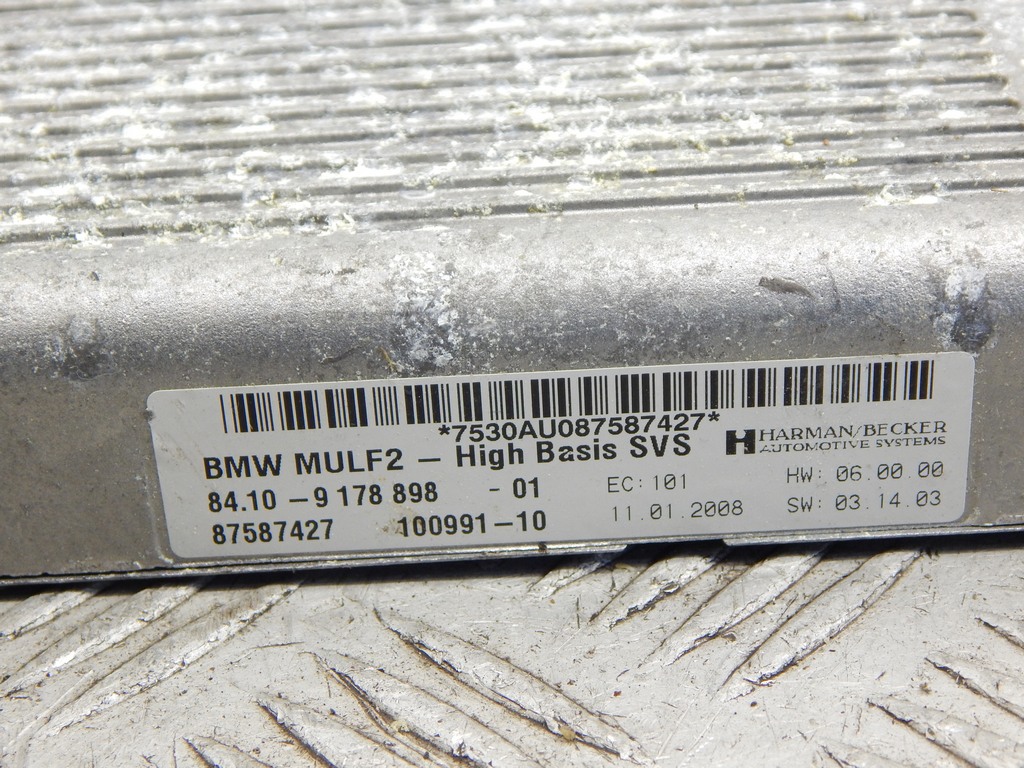 *7530AU087587427*
BMW MULF2 – High Basis SVS
HARMAN/BECKER
AUTOMOTIVE SYSTEMS
84.10 – 9 178 898 - 01
EC: 101
HW: 06.00.00
87587427 100991–10
11.01.2008
SW: 03.14.03